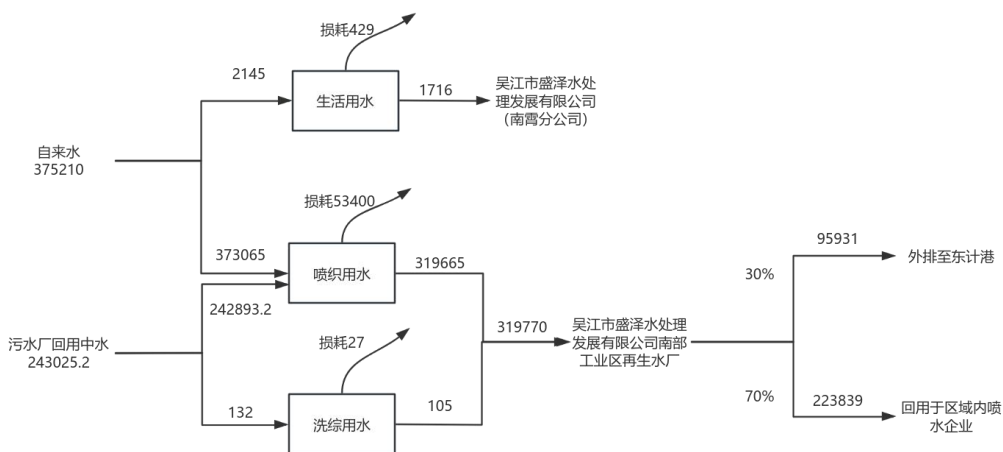 损耗429
2145
生活用水
1716
吴江市盛泽水处
理发展有限公司
（南霄分公司）
自来水
375210
损耗53400
373065
喷织用水
319665
242893.2
污水厂回用中水
243025.2
损耗27
132
洗综用水
105
319770
吴江市盛泽水处理
发展有限公司南部
工业区再生水厂
95931
30%
外排至东计港
70%
223839
回用于区域内喷
水企业